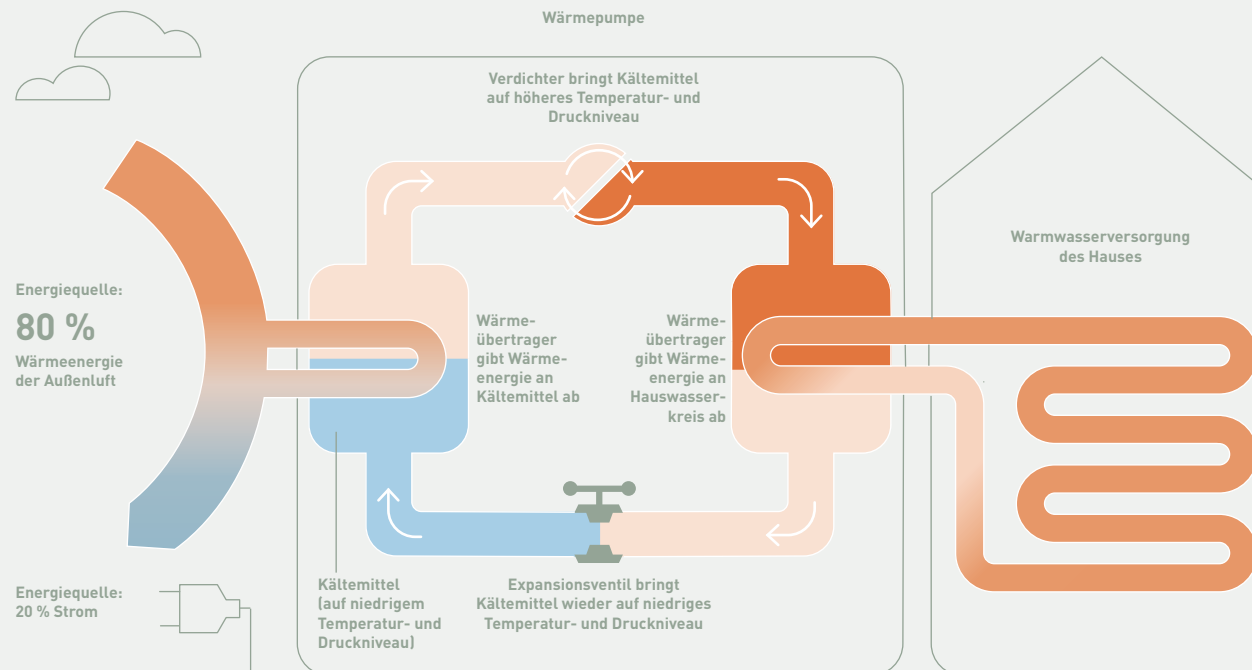 Wärmepumpe
Verdichter bringt Kältemittel
auf höheres Temperatur- und
Druckniveau
Energiequelle:
80 %
Wärmeenergie
der Außenluft
Wärme-
übertrager
gibt Wärme-
energie an
Kältemittel ab
Wärme-
übertrager
gibt Wärme-
energie an
Hauswasser-
kreis ab
Warmwasserversorgung
des Hauses
Energiequelle:
20 % Strom
Kältemittel
(auf niedrigem
Temperatur- und
Druckniveau)
Expansionsventil bringt
Kältemittel wieder auf niedriges
Temperatur- und Druckniveau